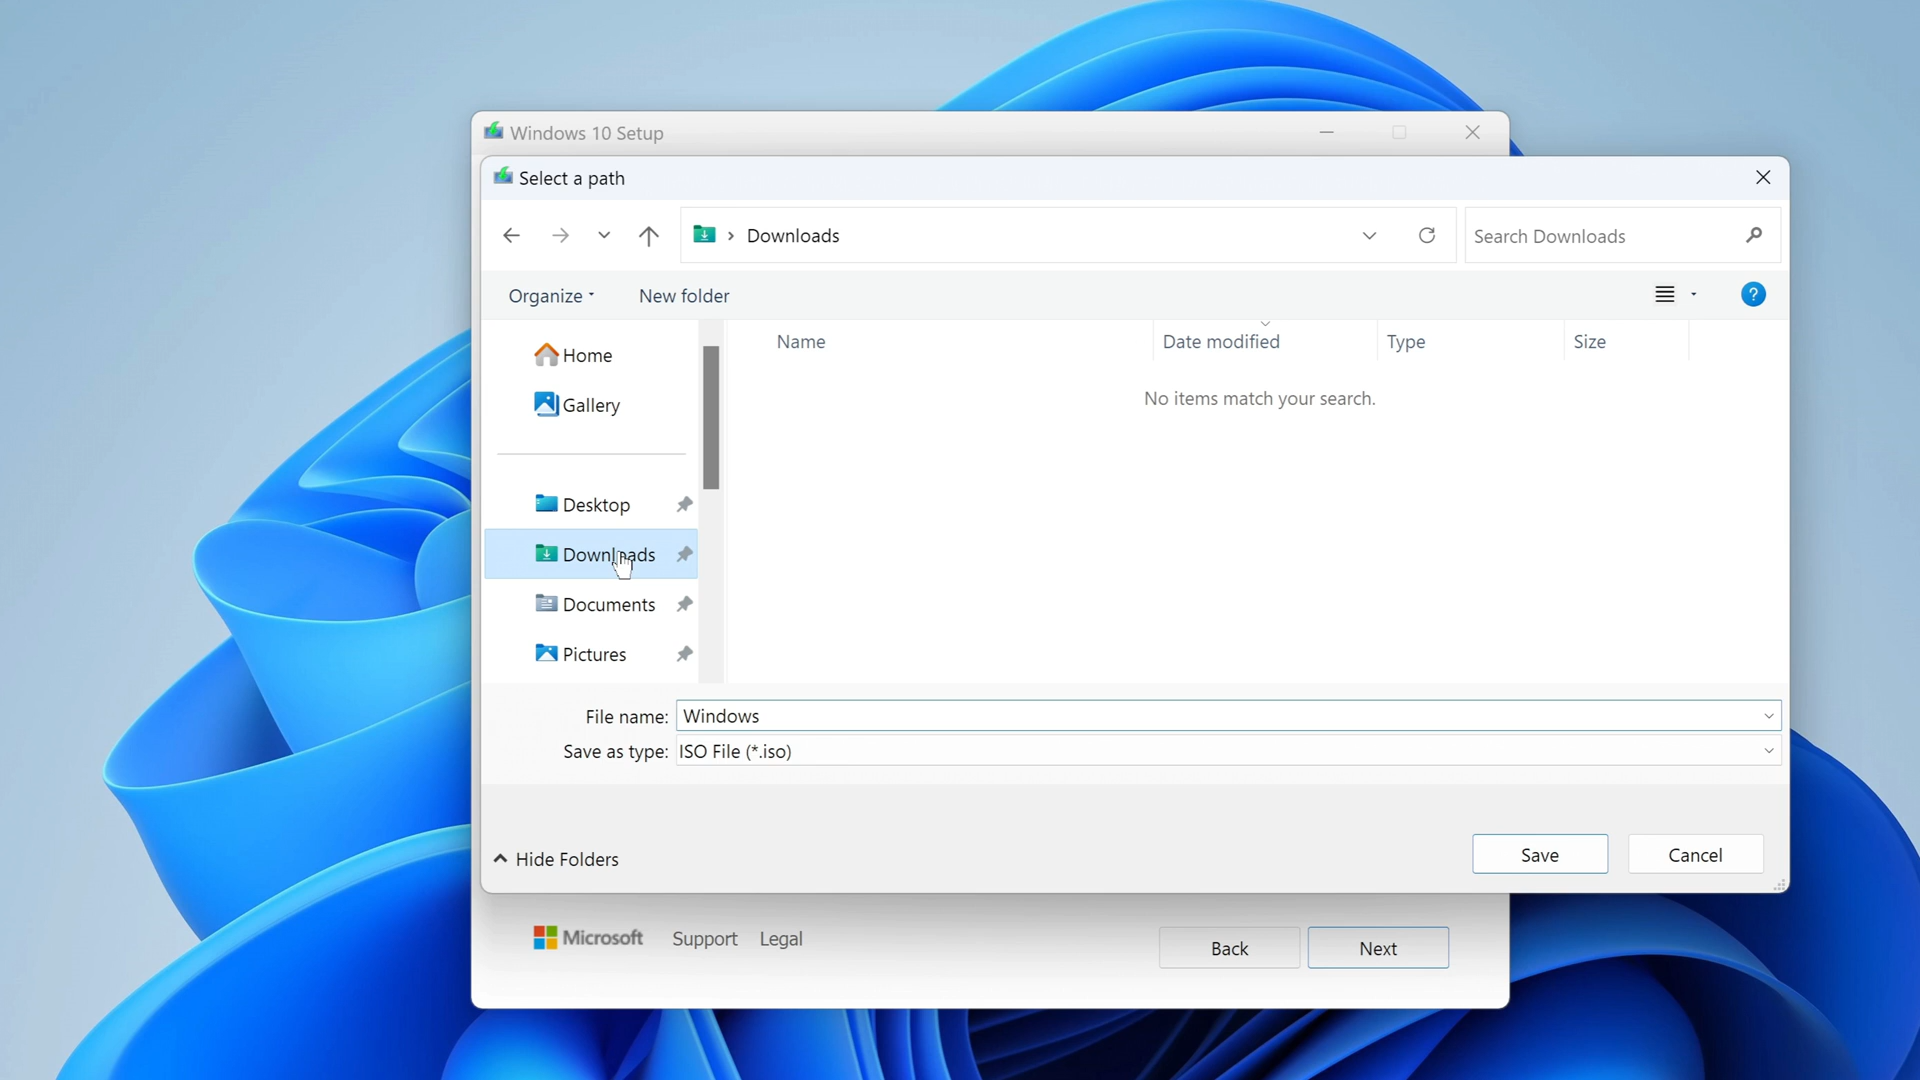 Windows 10 Setup
Select a path
Downloads
Search Downloads
Organize
New folder
Name
Date modified
Type
Size
No items match your search.
Home
Gallery
Desktop
Downloads
Documents
Pictures
File name: Windows
Save as type: ISO File (*.iso)
Hide Folders
Save
Cancel
Microsoft
Support
Legal
Back
Next